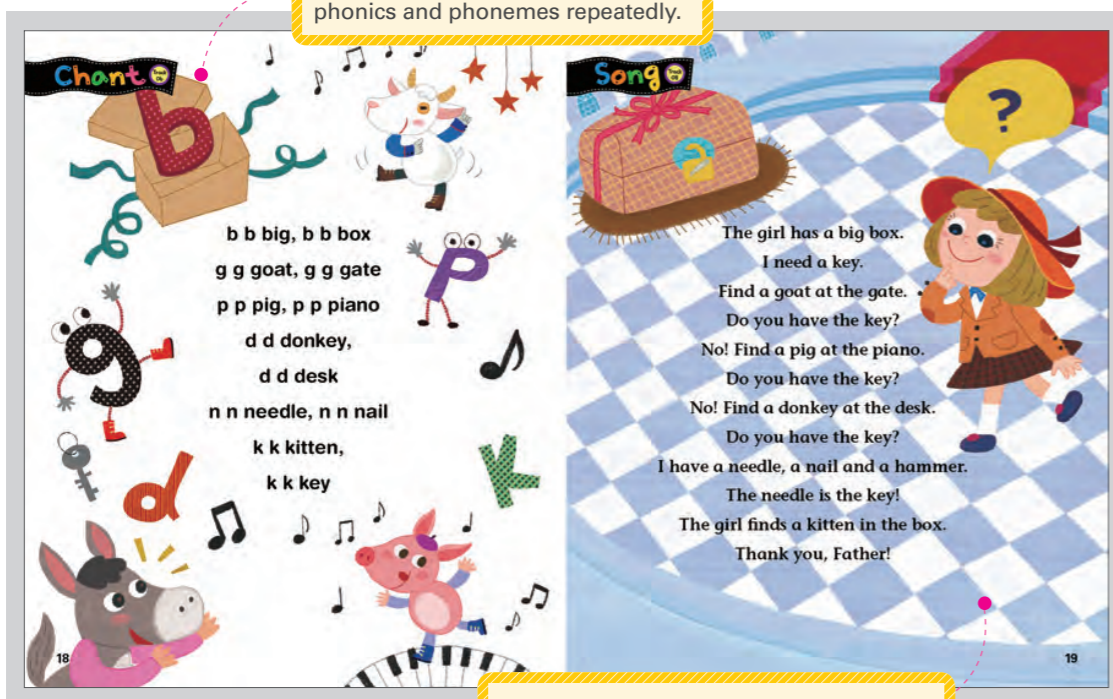 phonics and phonemes repeatedly.
Chant
b
b b big, b b box
g g goat, g g gate
p p pig, p p piano
d d donkey,
d d desk
n n needle, n n nail
k k kitten,
k k key
p
g
d
k
18
Song
?
The girl has a big box.
I need a key.
Find a goat at the gate.
Do you have the key?
No! Find a pig at the piano.
Do you have the key?
No! Find a donkey at the desk.
Do you have the key?
I have a needle, a nail and a hammer.
The needle is the key!
The girl finds a kitten in the box.
Thank you, Father!
19